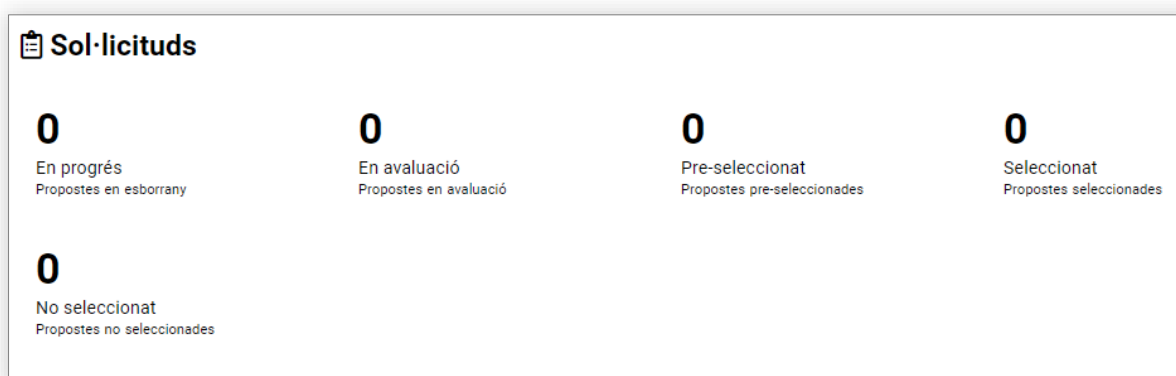 Sol·licituds
0
En progrés
Propostes en esborrany
0
En avaluació
Propostes en avaluació
0
Pre-seleccionat
Propostes pre-seleccionades
0
Seleccionat
Propostes seleccionades
0
No seleccionat
Propostes no seleccionades